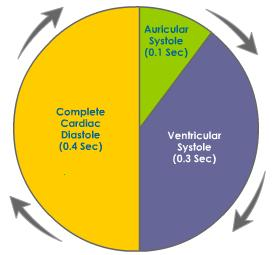 Auricular
Systole
(0.1 Sec)
Ventricular
Systole
(0.3 Sec)
Complete
Cardiac
Diastole
(0.4 Sec)